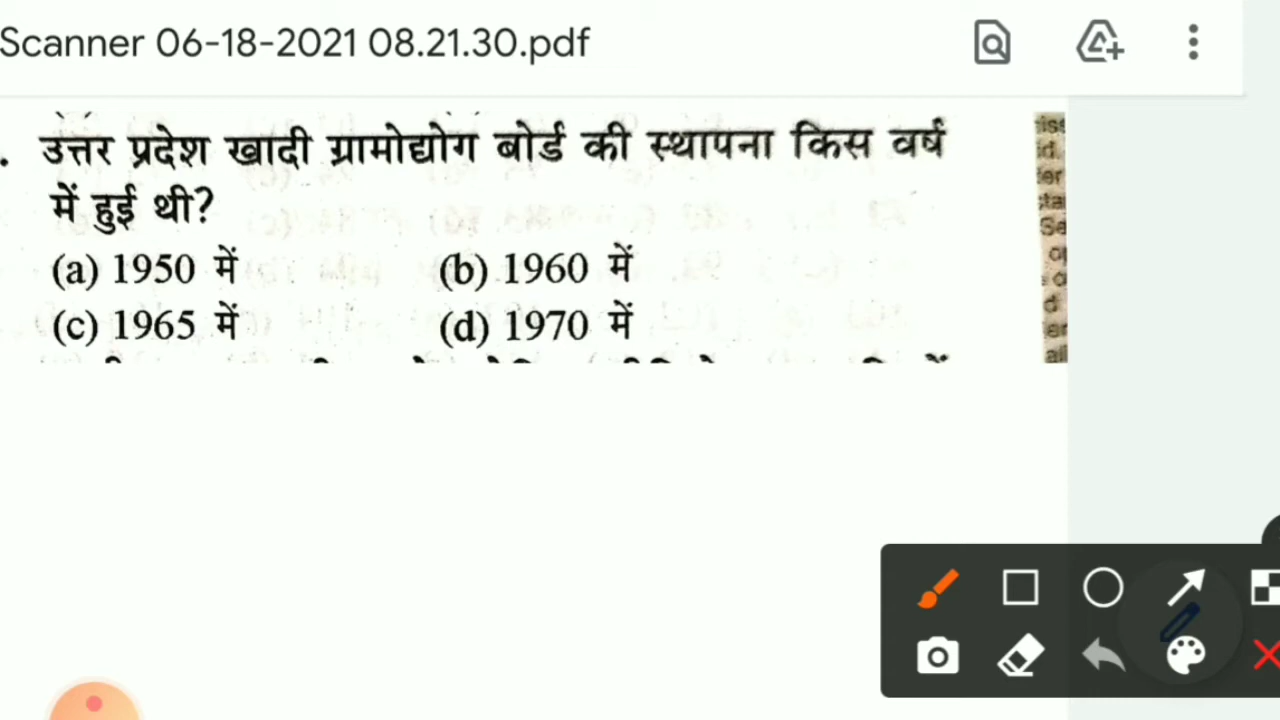 Scanner 06-18-2021 08.21.30.pdf
. उत्तर प्रदेश खादी ग्रामोद्योग बोर्ड की स्थापना किस वर्ष
में हुई थी?
(a) 1950 में (b) 1960 में
(c) 1965 में (d) 1970 में